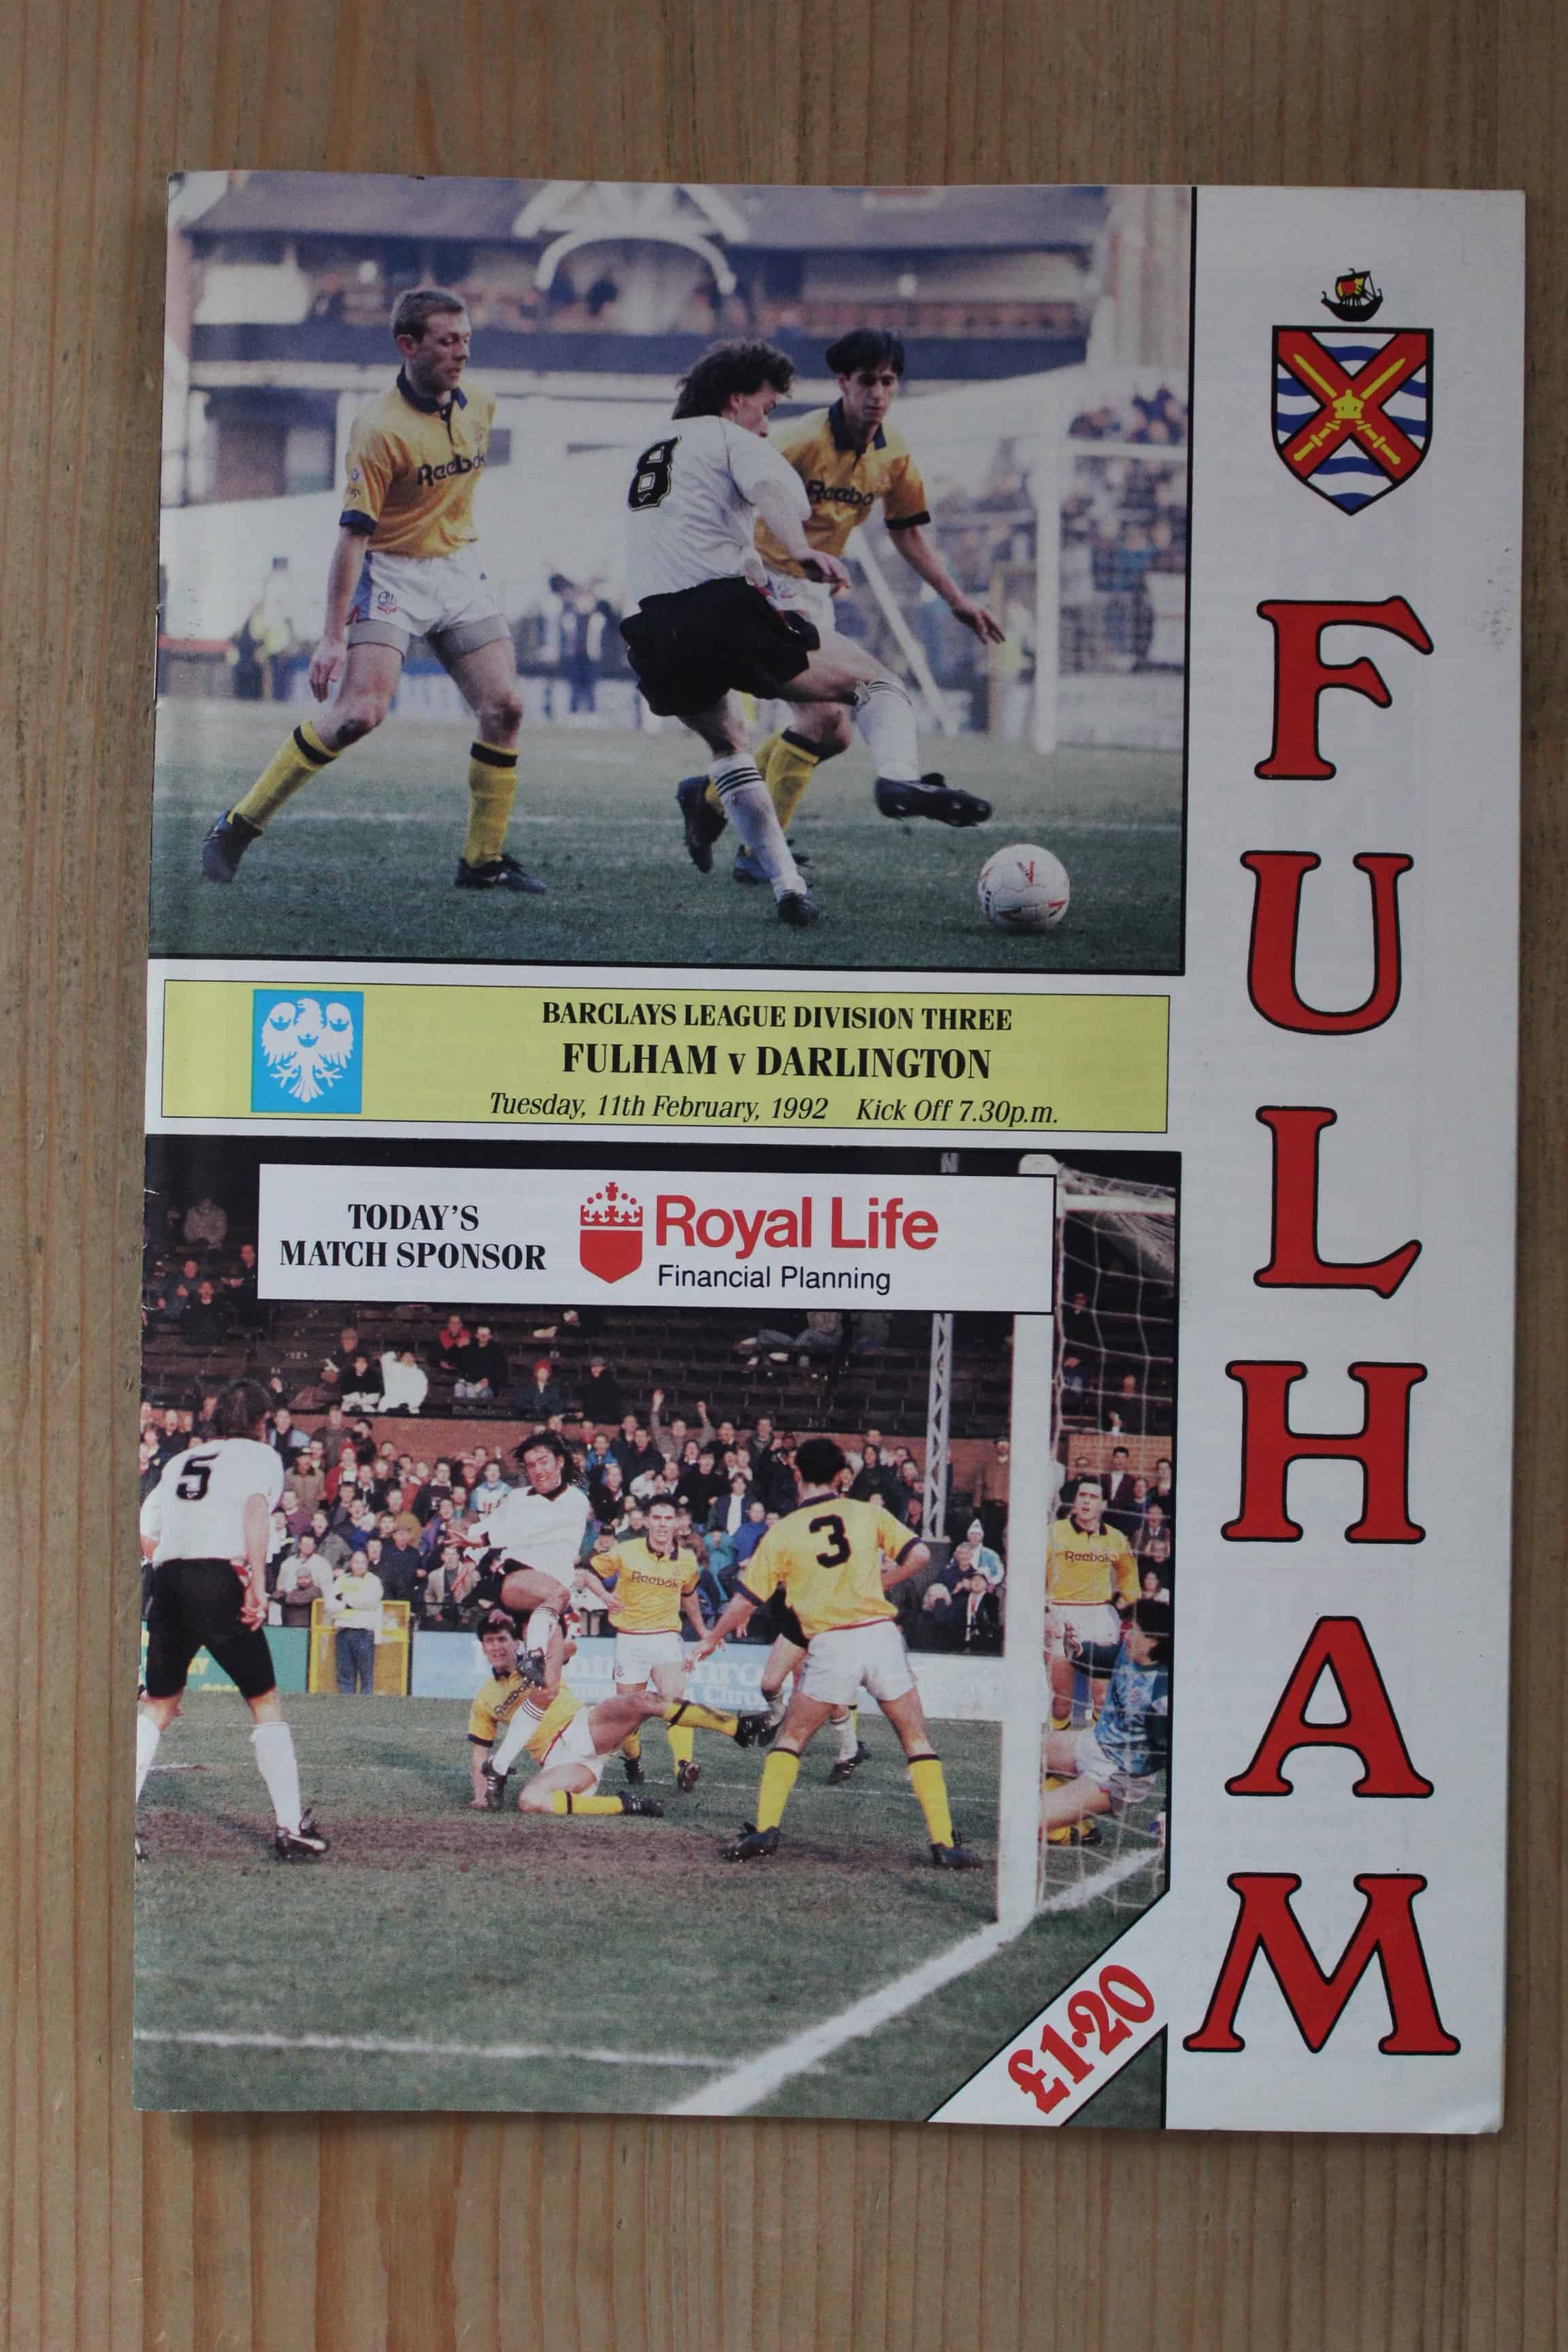 Reebok
8
Reebo
BARCLAYS LEAGUE DIVISION THREE
FULHAM v DARLINGTON
Tuesday, 11th February, 1992 Kick Off 7.30p.m.
TODAY'S
MATCH SPONSOR
Royal Life
Financial Planning
5
3
Reebok
Reebok
Reebok
£1·20
FULHAM